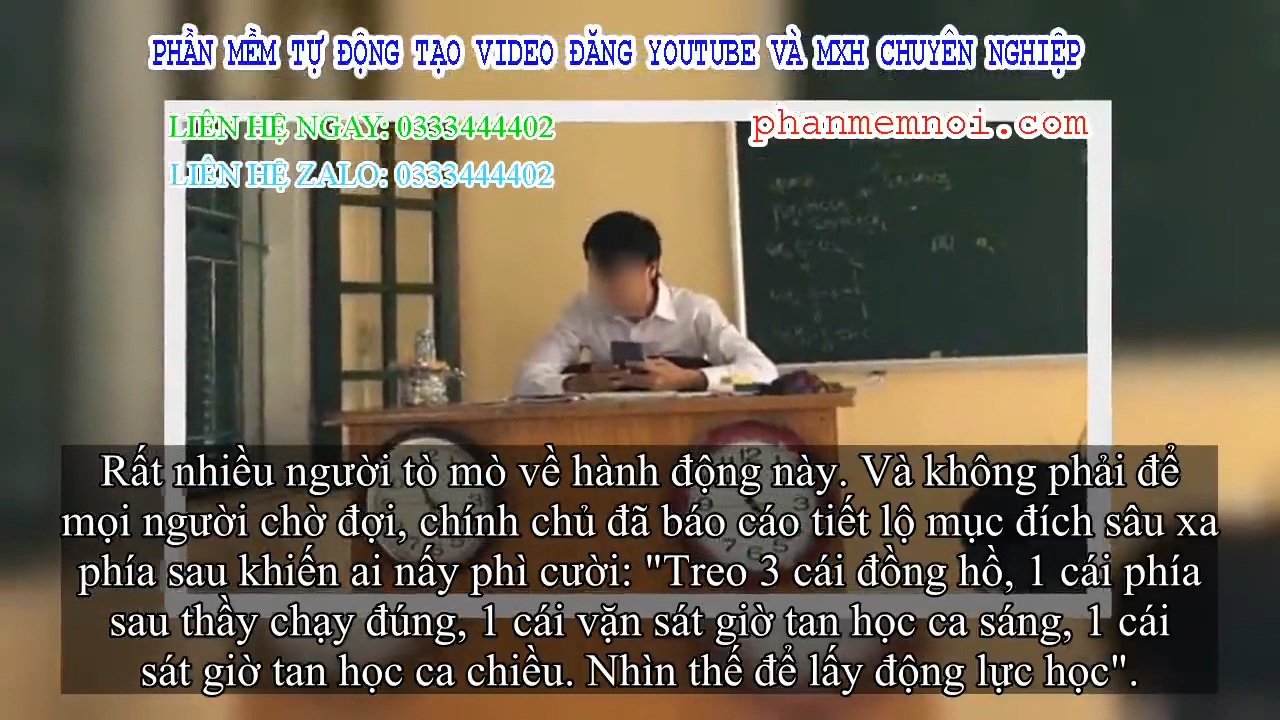 PHẦN MỀM TỰ ĐỘNG TẠO VIDEO ĐĂNG YOUTUBE VÀ MXH CHUYÊN NGHIỆP
LIÊN HỆ NGAY: 0333444402
phanmemnoi.com
LIÊN HỆ ZALO: 0333444402
Rất nhiều người tò mò về hành động này. Và không phải để
mọi người chờ đợi, chính chủ đã báo cáo tiết lộ mục đích sâu xa
phía sau khiến ai nấy phì cười: "Treo 3 cái đồng hồ, 1 cái phía
sau thầy chạy đúng, 1 cái vặn sát giờ tan học ca sáng, 1 cái
sát giờ tan học ca chiều. Nhìn thế để lấy động lực học".